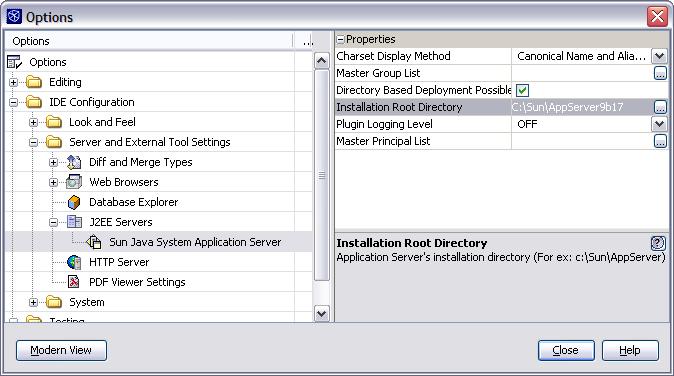 Options
Options
...
Options
Editing
IDE Configuration
Look and Feel
Server and External Tool Settings
Diff and Merge Types
Web Browsers
Database Explorer
J2EE Servers
Sun Java System Application Server
HTTP Server
PDF Viewer Settings
System
Testing
Properties
Charset Display Method Canonical Name and Alia...
Master Group List ...
Directory Based Deployment Possible
Installation Root Directory C:\Sun\AppServer9b17 ...
Plugin Logging Level OFF
Master Principal List ...
Installation Root Directory ?
Application Server's installation directory (For ex: c:\Sun\AppServer)
Modern View Close Help